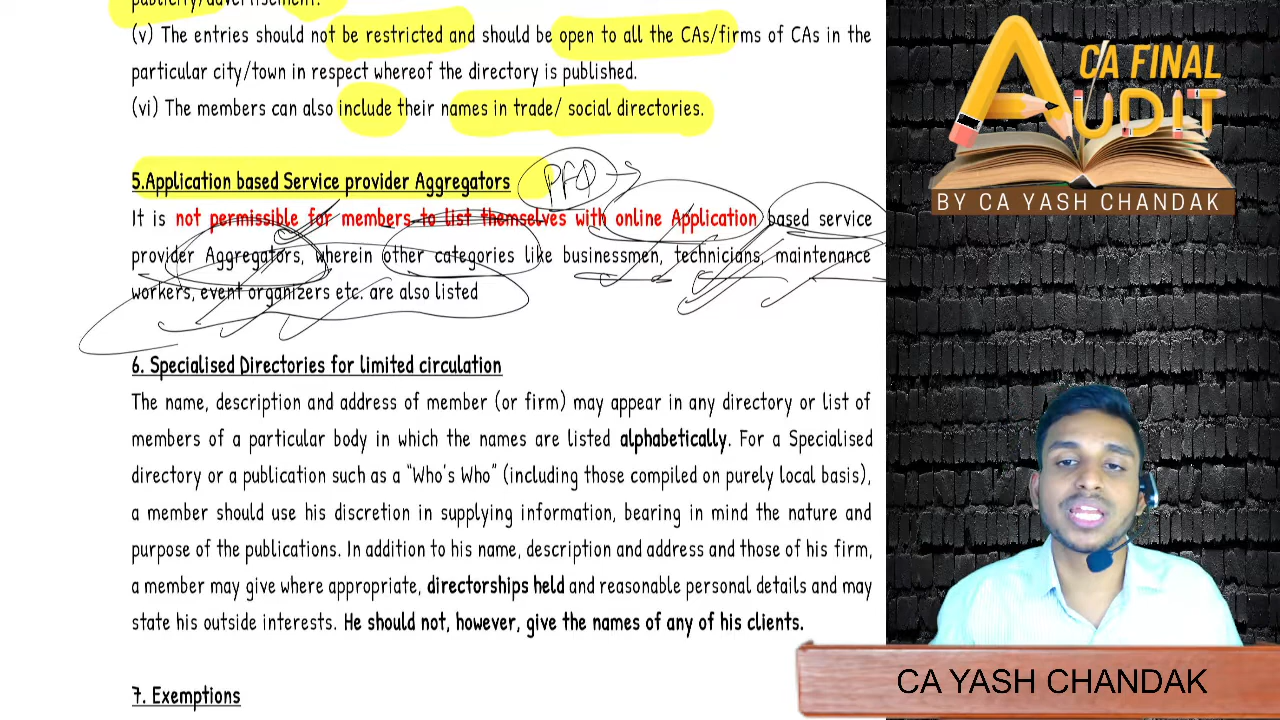 publicity/advertisement.
(v) The entries should not be restricted and should be open to all the CAs/firms of CAs in the
particular city/town in respect whereof the directory is published.
(vi) The members can also include their names in trade/ social directories.
5.Application based Service provider Aggregators
PFO
It is not permissible for members to list themselves with online Application based service
provider Aggregators, wherein other categories like businessmen, technicians, maintenance
workers, event organizers etc. are also listed
6. Specialised Directories for limited circulation
The name, description and address of member (or firm) may appear in any directory or list of
members of a particular body in which the names are listed alphabetically. For a Specialised
directory or a publication such as a “Who's Who” (including those compiled on purely local basis),
a member should use his discretion in supplying information, bearing in mind the nature and
purpose of the publications. In addition to his name, description and address and those of his firm,
a member may give where appropriate, directorships held and reasonable personal details and may
state his outside interests. He should not, however, give the names of any of his clients.
7. Exemptions
CA FINAL
AUDIT
BY CA YASH CHANDAK
CA YASH CHANDAK